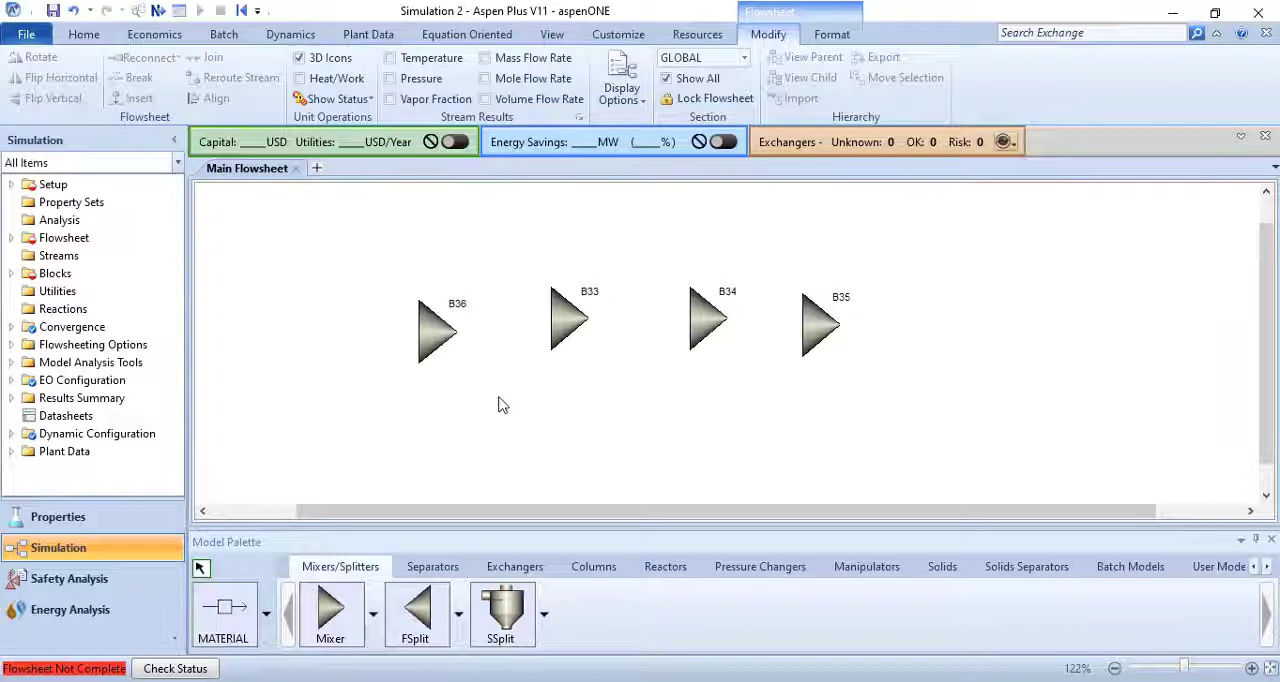 Simulation 2 - Aspen Plus V11 - aspenONE
Flowsheet
File Home Economics Batch Dynamics Plant Data Equation Oriented View Customize Resources Modify Format Search Exchange
Rotate Reconnect Join 3D Icons Temperature Mass Flow Rate GLOBAL View Parent Export
Flip Horizontal Break Reroute Stream Heat/Work Pressure Mole Flow Rate Show All View Child Move Selection
Flip Vertical Insert Align Show Status Vapor Fraction Volume Flow Rate Display Options Lock Flowsheet Import
Flowsheet Unit Operations Stream Results Section Hierarchy
Simulation
Capital: ____USD Utilities: ____USD/Year Energy Savings: ____MW (____%) Exchangers - Unknown: 0 OK: 0 Risk: 0
All Items
Main Flowsheet
Setup
Property Sets
Analysis
Flowsheet
Streams
Blocks
Utilities
Reactions
Convergence
Flowsheeting Options
Model Analysis Tools
EO Configuration
Results Summary
Datasheets
Dynamic Configuration
Plant Data
B36
B33
B34
B35
Properties
Simulation
Safety Analysis
Energy Analysis
Model Palette
Mixers/Splitters Separators Exchangers Columns Reactors Pressure Changers Manipulators Solids Solids Separators Batch Models User Mode
MATERIAL Mixer FSplit SSplit
Flowsheet Not Complete Check Status 122%